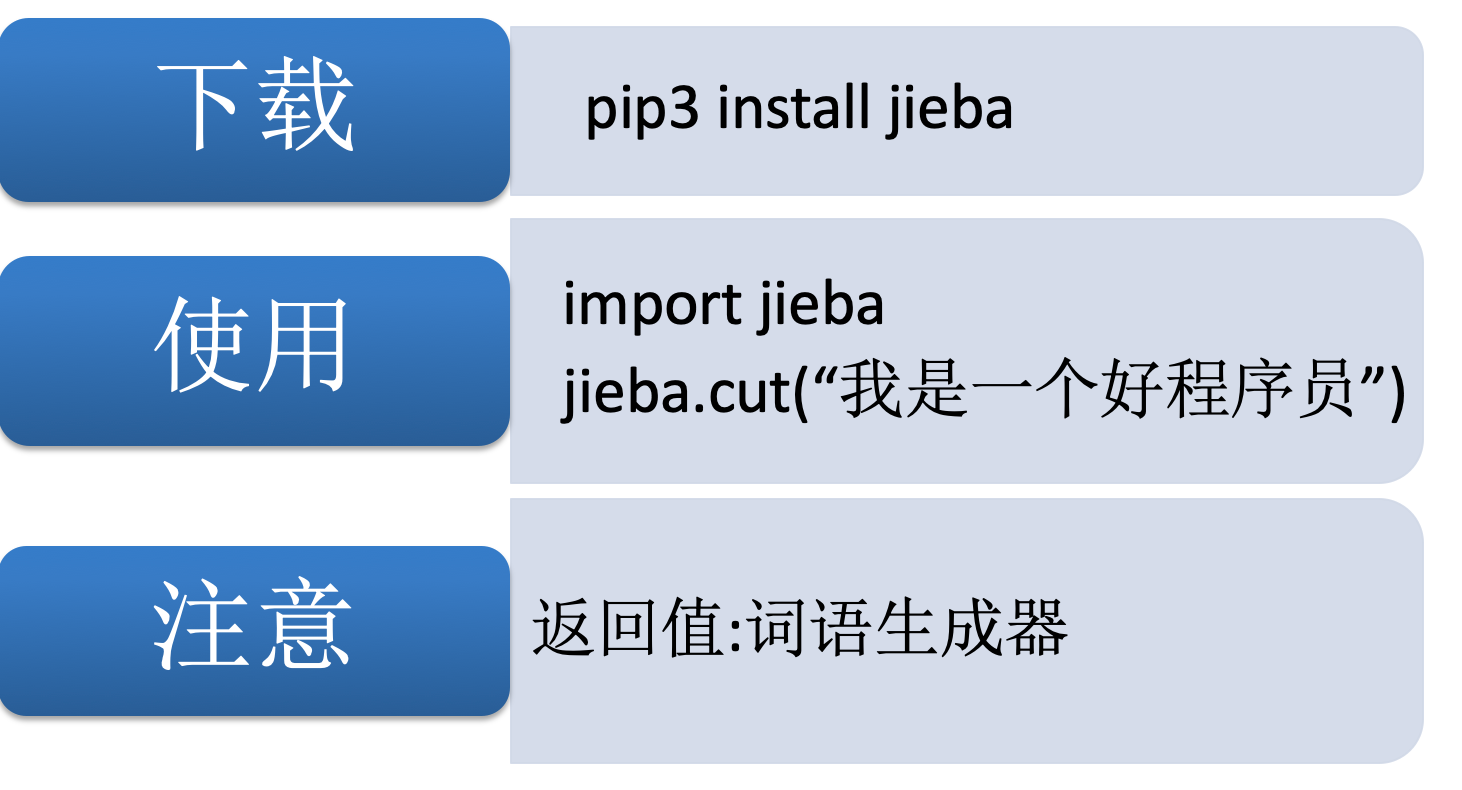 下载
pip3 install jieba
使用
import jieba
jieba.cut(“我是一个好程序员”)
注意
返回值:词语生成器